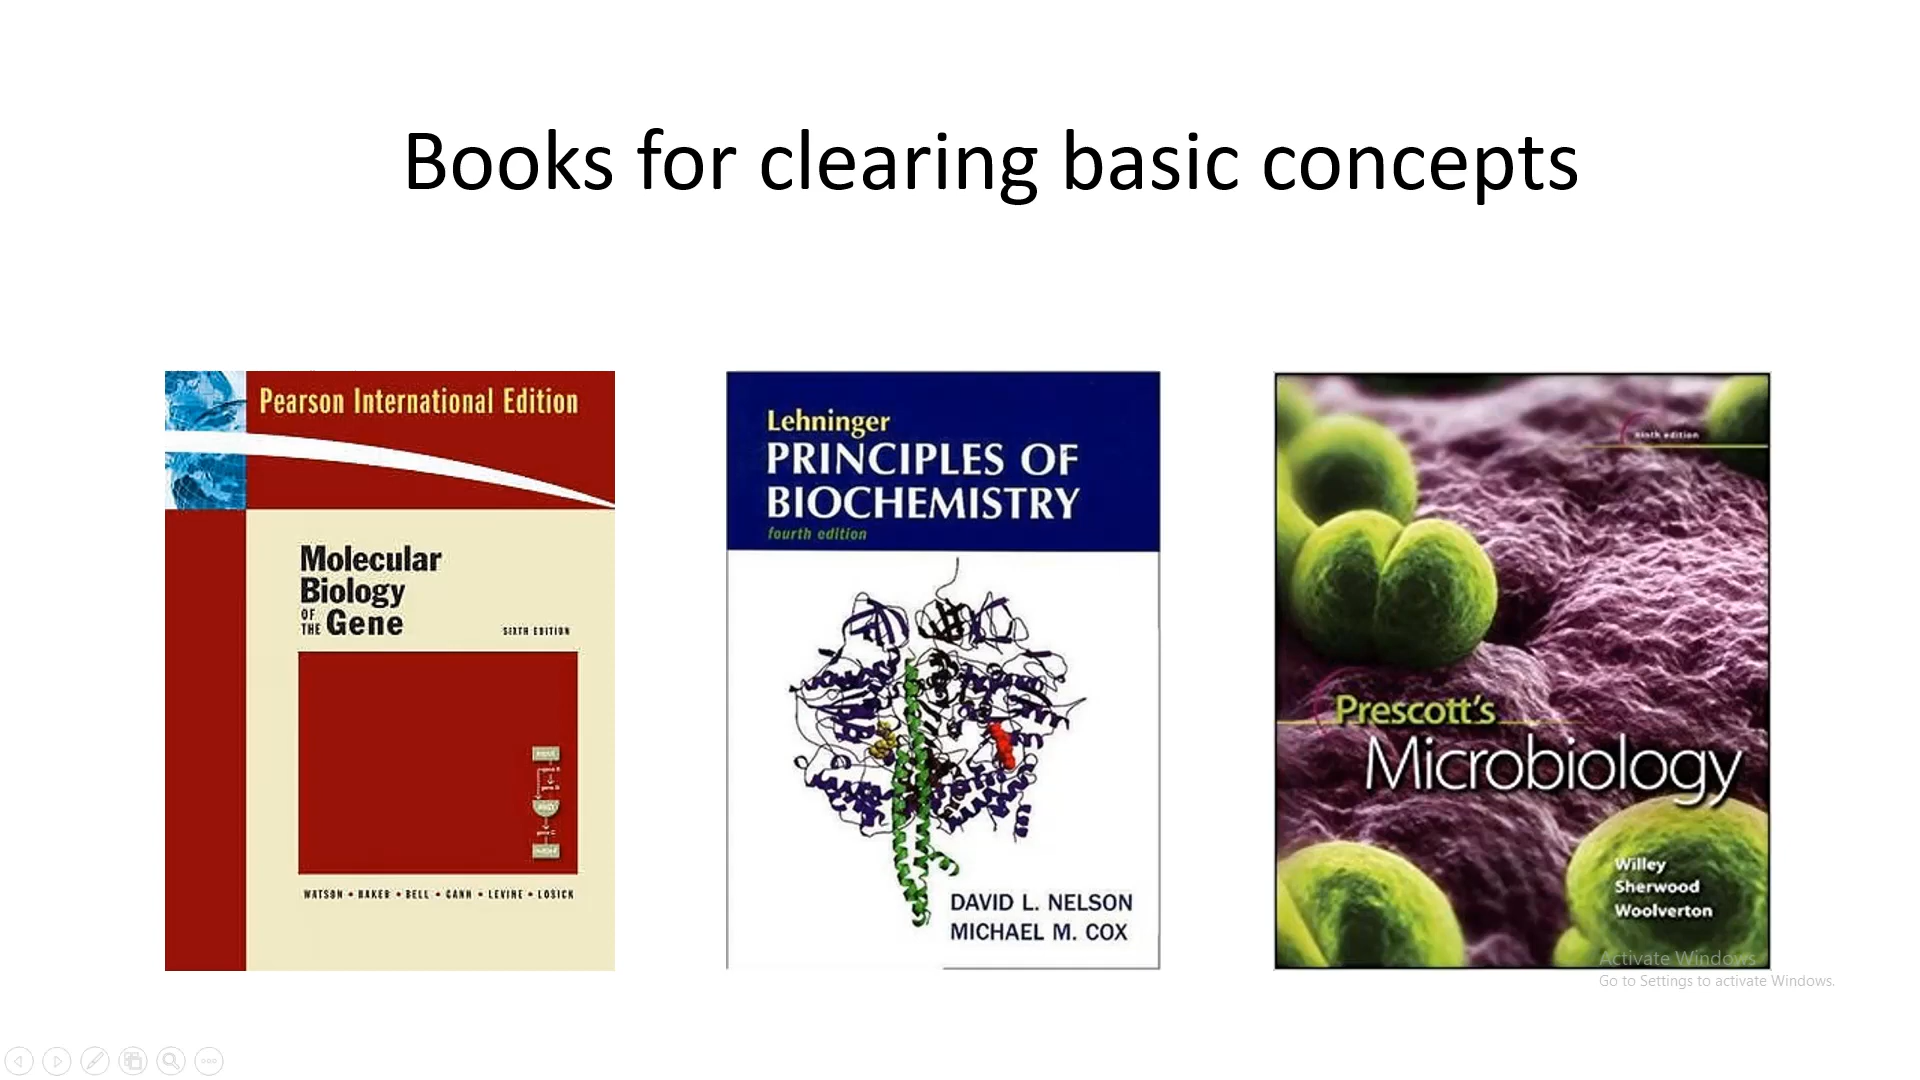 Books for clearing basic concepts
Pearson International Edition
Molecular
Biology
OF
THE Gene
SIXTH EDITION
WATSON • BAKER • BELL • GANN • LEVINE • LOSICK
Lehninger
PRINCIPLES OF
BIOCHEMISTRY
fourth edition
DAVID L. NELSON
MICHAEL M. COX
ninth edition
Prescott's
Microbiology
Willey
Sherwood
Woolverton
Activate Windows
Go to Settings to activate Windows.